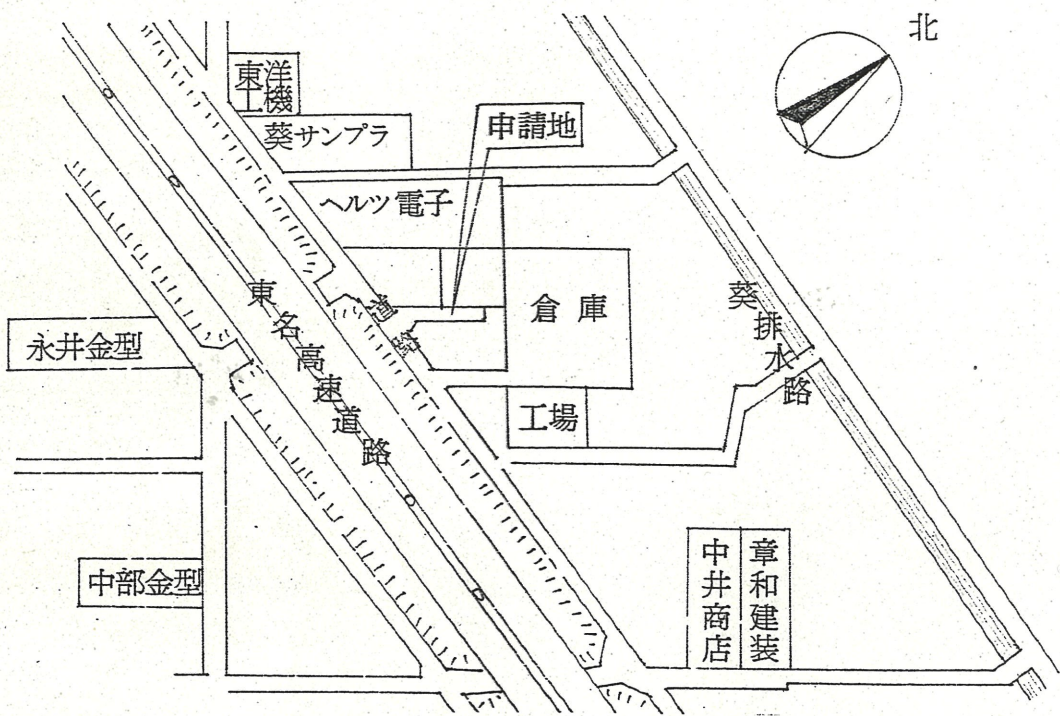 北
東洋
工機
葵サンプラ
申請地
ヘルツ電子
道路
倉庫
葵排水路
東名高速道路
永井金型
工場
中部金型
中井商店
章和建装